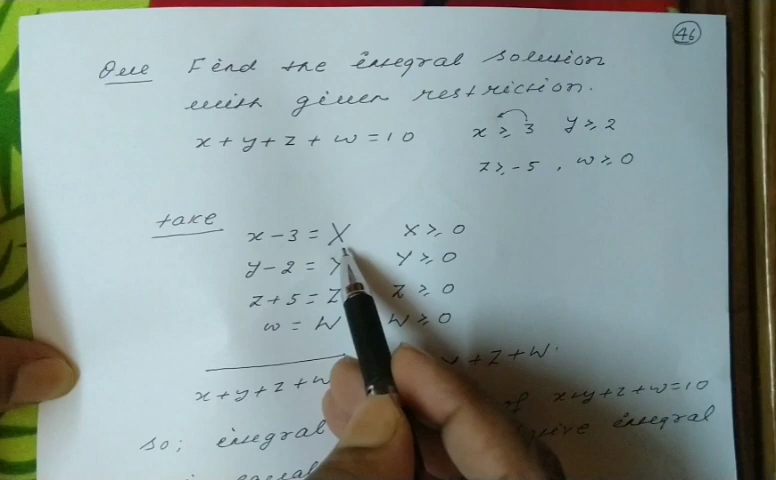 46
Que Find the integral solution
with given restriction.
x + y + z + w = 10 x ≥ 3 y ≥ 2
z ≥ -5 , w ≥ 0
take
x - 3 = X X ≥ 0
y - 2 = Y Y ≥ 0
z + 5 = Z Z ≥ 0
w = W W ≥ 0
x + y + z + w + Z + W.
so; integral of x+y+z+w=10
integral